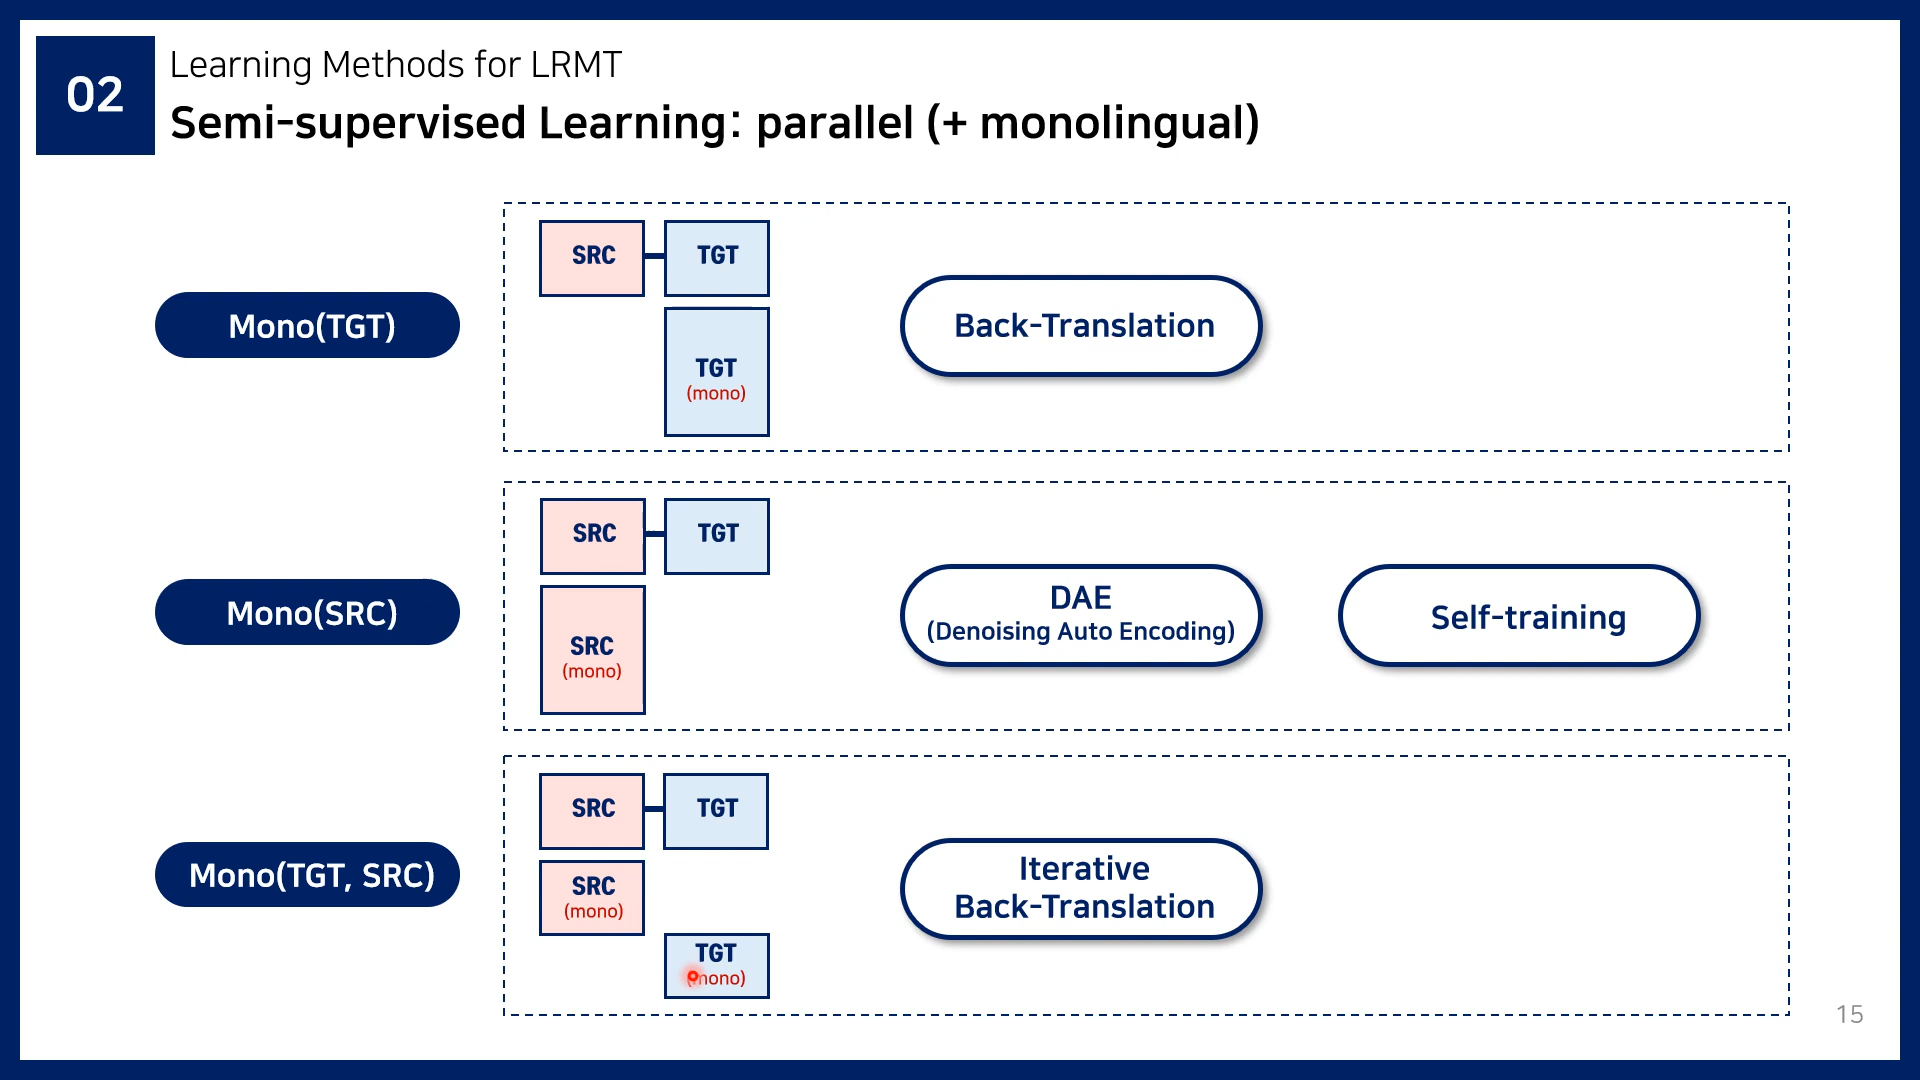 02
Learning Methods for LRMT
Semi-supervised Learning: parallel (+ monolingual)
Mono(TGT)
SRC
TGT
TGT
(mono)
Back-Translation
Mono(SRC)
SRC
TGT
SRC
(mono)
DAE
(Denoising Auto Encoding)
Self-training
Mono(TGT, SRC)
SRC
TGT
SRC
(mono)
TGT
(mono)
Iterative
Back-Translation
15